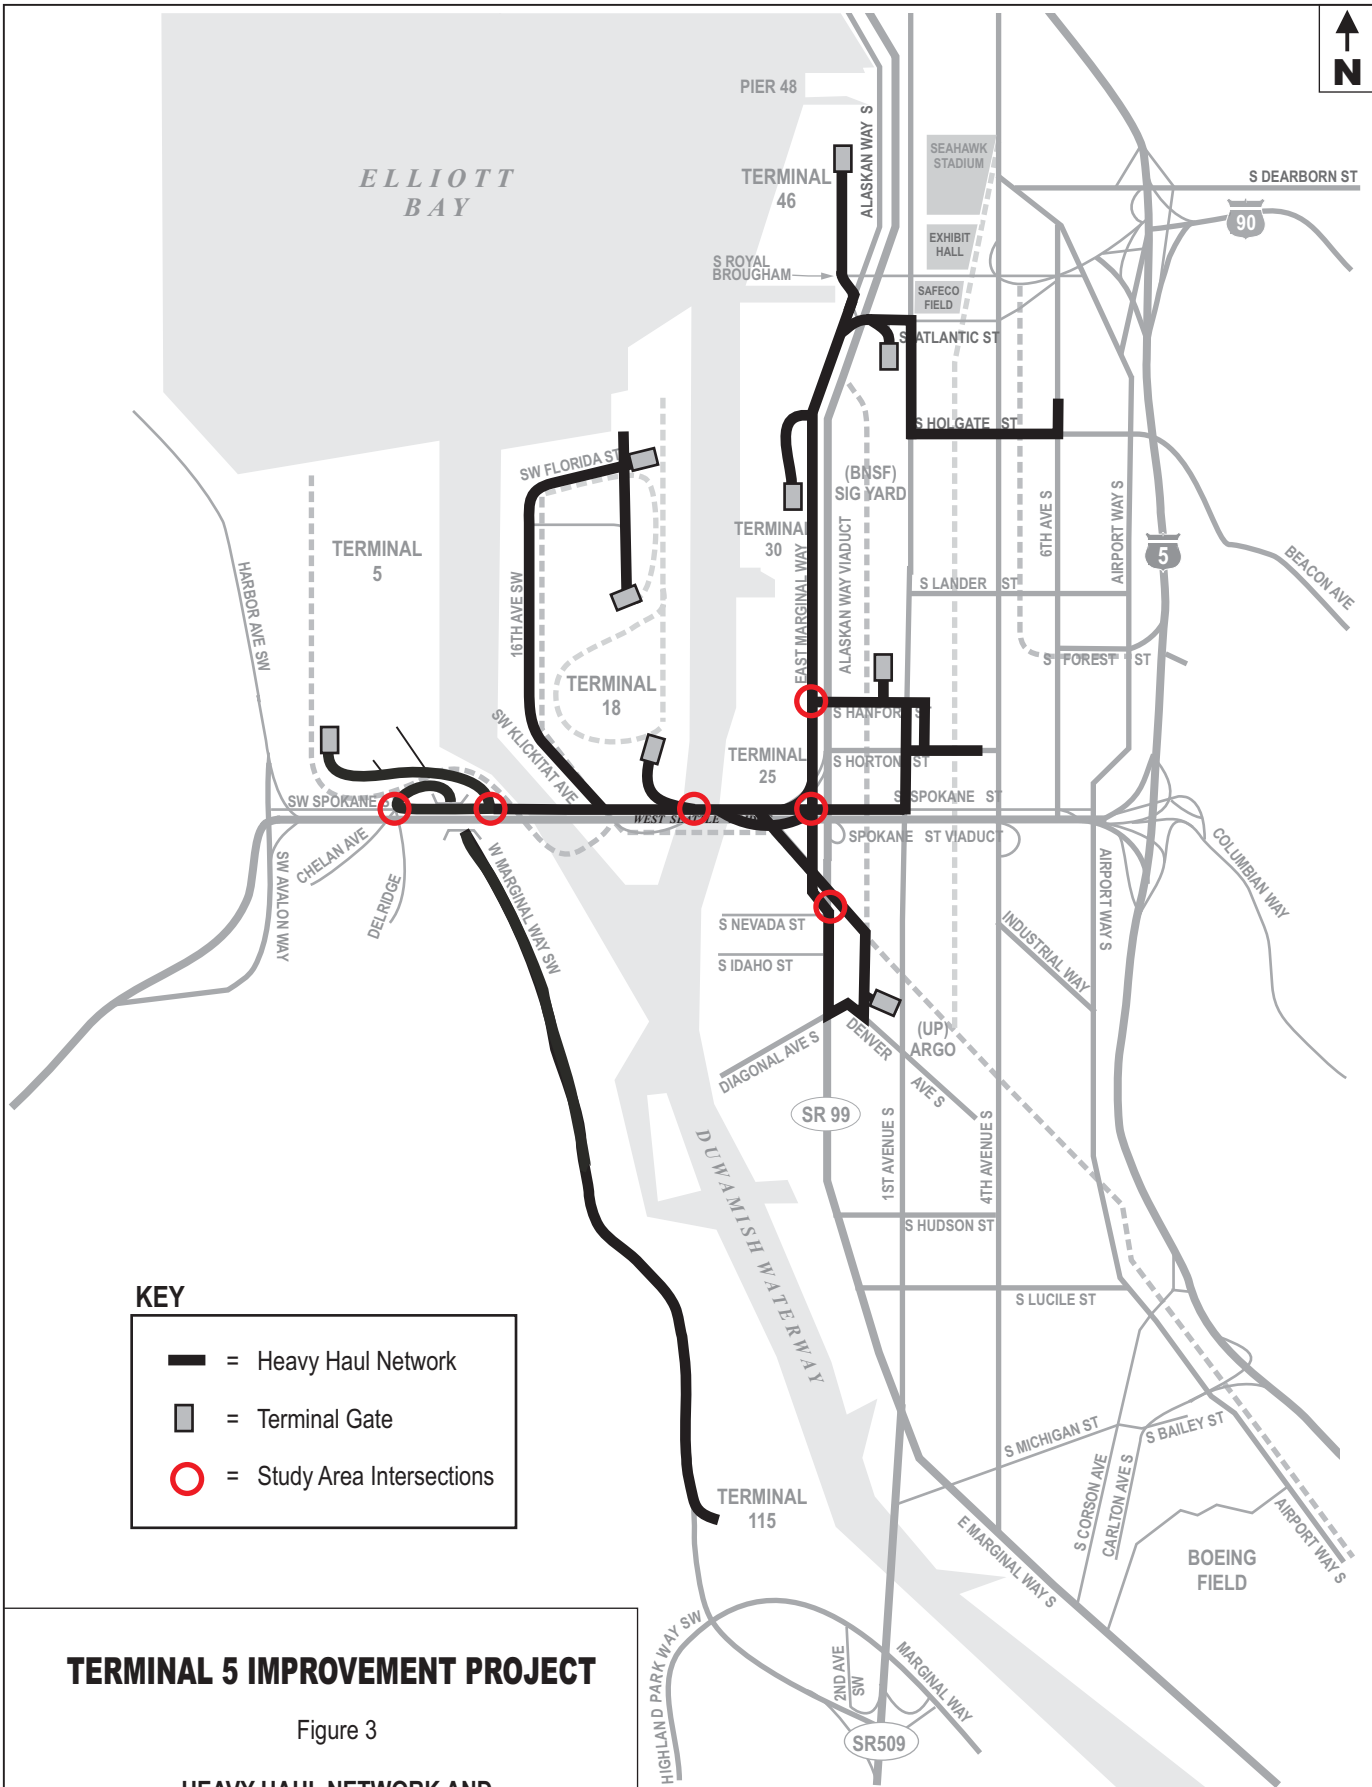 N
PIER 48
ELLIOTT
BAY
ALASKAN WAY S
SEAHAWK
STADIUM
TERMINAL
46
S DEARBORN ST
90
EXHIBIT
HALL
S ROYAL
BROUGHAM
SAFECO
FIELD
S ATLANTIC ST
S HOLGATE ST
SW FLORIDA ST
(BNSF)
SIG YARD
TERMINAL
5
TERMINAL
30
6TH AVE S
AIRPORT WAY S
5
BEACON AVE
HARBOR AVE SW
16TH AVE SW
EAST MARGINAL WAY
ALASKAN WAY VIADUCT
S LANDER ST
S FOREST ST
TERMINAL
18
SW KLICKITAT AVE
S HANFORD ST
TERMINAL
25
S HORTON ST
SW SPOKANE S
S SPOKANE ST
WEST SEATTLE
SPOKANE ST VIADUCT
CHELAN AVE
SW AVALON WAY
DELRIDGE
W MARGINAL WAY SW
S NEVADA ST
S IDAHO ST
AIRPORT WAY S
INDUSTRIAL WAY
COLUMBIAN WAY
DIAGONAL AVE S
DENVER
AVE S
(UP)
ARGO
SR 99
1ST AVENUE S
4TH AVENUE S
DUWAMISH WATERWAY
S HUDSON ST
S LUCILE ST
KEY
= Heavy Haul Network
= Terminal Gate
= Study Area Intersections
S MICHIGAN ST
S BAILEY ST
S CORSON AVE
CARLTON AVE S
TERMINAL
115
E MARGINAL WAY S
AIRPORT WAY S
BOEING
FIELD
TERMINAL 5 IMPROVEMENT PROJECT
Figure 3
HEAVY HAUL NETWORK AND
HIGHLAND PARK WAY SW
2ND AVE
SW
MARGINAL WAY
SR509